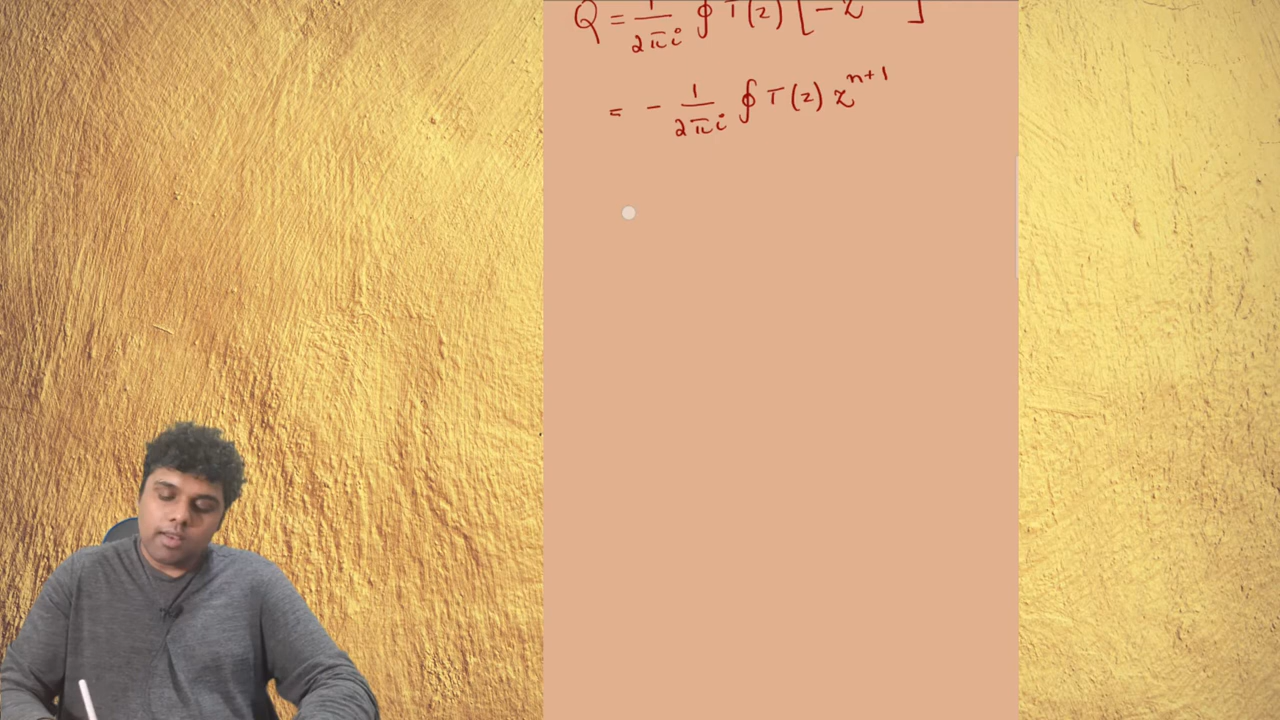 Q = 1/2πi ∮ T(z) [-z ]
= - 1/2πi ∮ T(z) z^{n+1}